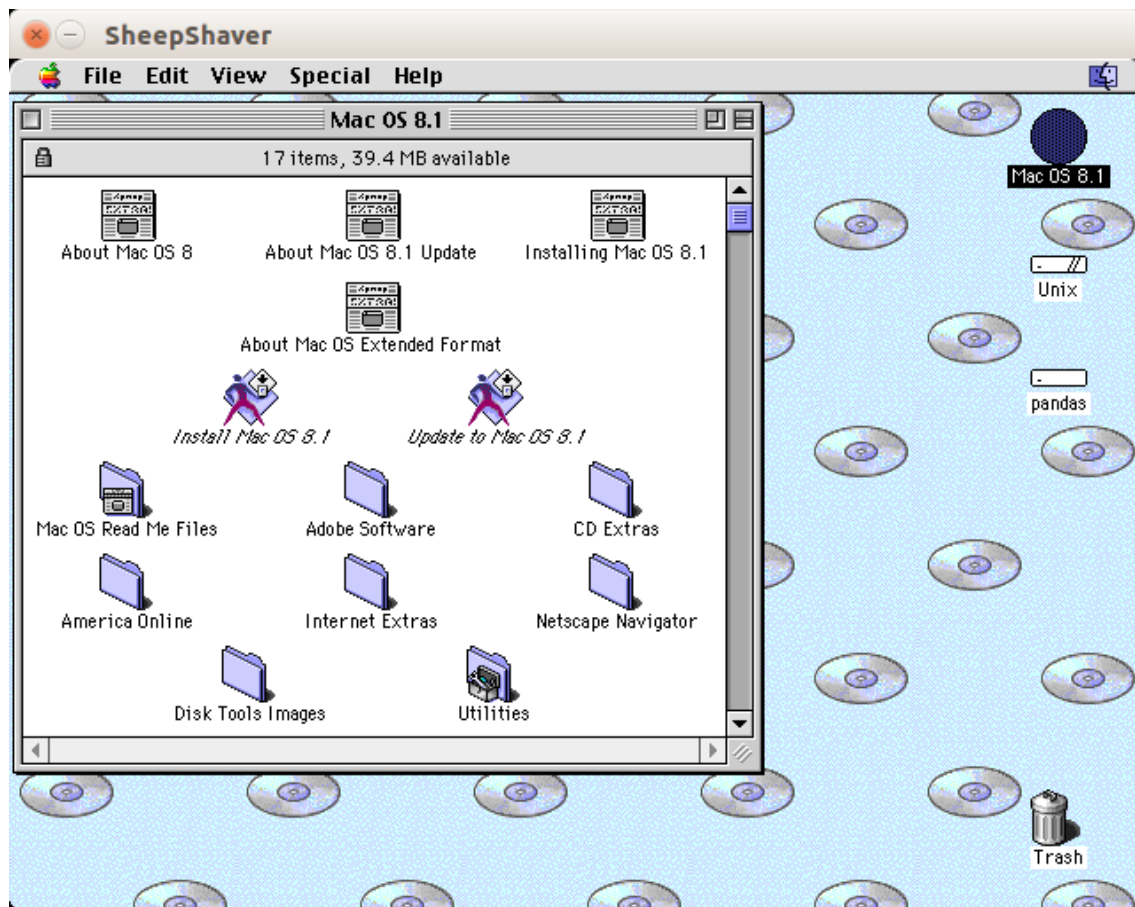 SheepShaver
File Edit View Special Help
Mac OS 8.1
17 items, 39.4 MB available
About Mac OS 8
About Mac OS 8.1 Update
Installing Mac OS 8.1
About Mac OS Extended Format
Install Mac OS 8.1
Update to Mac OS 8.1
Mac OS Read Me Files
Adobe Software
CD Extras
America Online
Internet Extras
Netscape Navigator
Disk Tools Images
Utilities
Mac OS 8.1
Unix
pandas
Trash